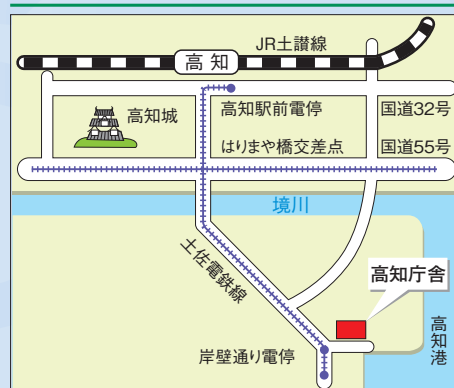 JR土讃線
高知
高知城
高知駅前電停
国道32号
はりまや橋交差点
国道55号
境川
土佐電鉄線
高知庁舎
高知港
岸壁通り電停